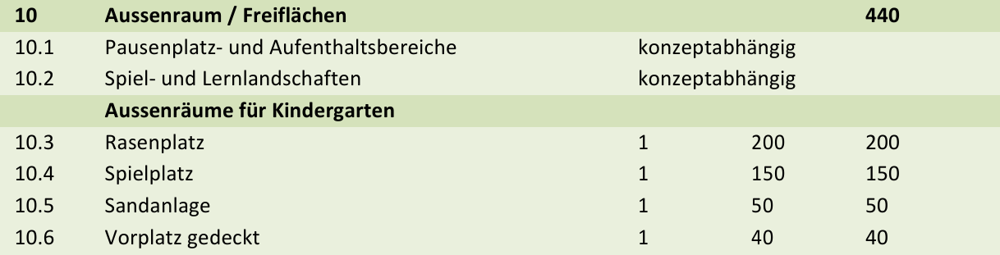 10 Aussenraum / Freiflächen 440
10.1 Pausenplatz- und Aufenthaltsbereiche konzeptabhängig
10.2 Spiel- und Lernlandschaften konzeptabhängig
Aussenräume für Kindergarten
10.3 Rasenplatz 1 200 200
10.4 Spielplatz 1 150 150
10.5 Sandanlage 1 50 50
10.6 Vorplatz gedeckt 1 40 40